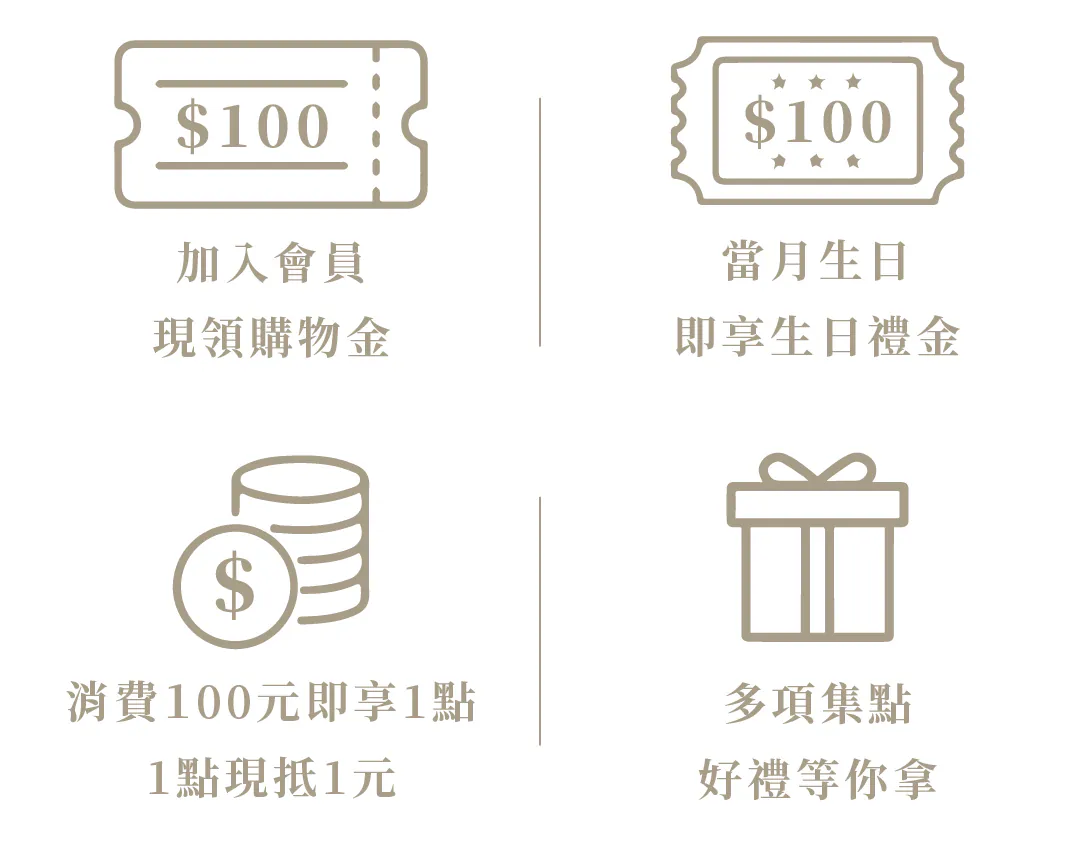 $100
加入會員
現領購物金
$100
當月生日
即享生日禮金
$
消費100元即享1點
1點現抵1元
多項集點
好禮等你拿